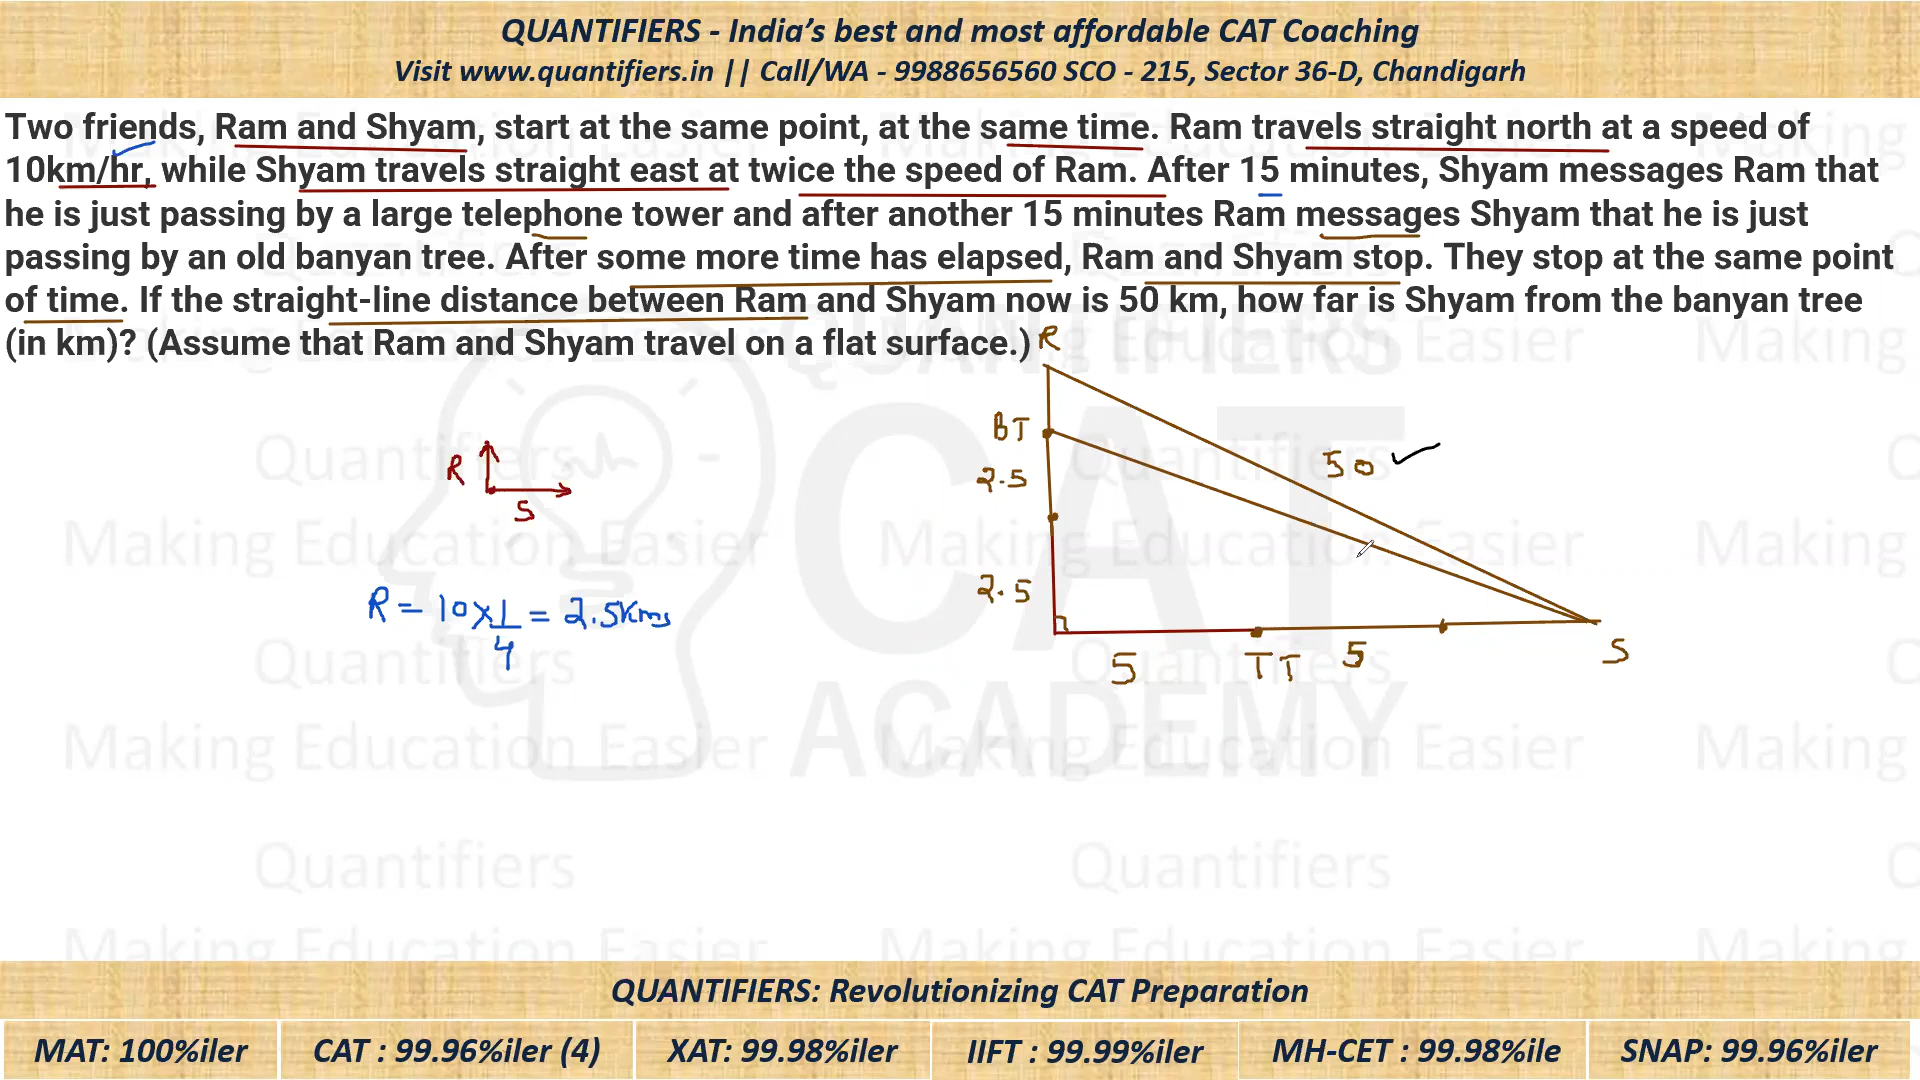 QUANTIFIERS - India's best and most affordable CAT Coaching
Visit www.quantifiers.in || Call/WA - 9988656560 SCO - 215, Sector 36-D, Chandigarh
Two friends, Ram and Shyam, start at the same point, at the same time. Ram travels straight north at a speed of
10km/hr, while Shyam travels straight east at twice the speed of Ram. After 15 minutes, Shyam messages Ram that
he is just passing by a large telephone tower and after another 15 minutes Ram messages Shyam that he is just
passing by an old banyan tree. After some more time has elapsed, Ram and Shyam stop. They stop at the same point
of time. If the straight-line distance between Ram and Shyam now is 50 km, how far is Shyam from the banyan tree
(in km)? (Assume that Ram and Shyam travel on a flat surface.)
R
BT
50
2.5
R
S
2.5
R = 10 x 1/4 = 2.5 Kms
5
TT
5
S
QUANTIFIERS CAT ACADEMY
Quantifiers
Making Education Easier
QUANTIFIERS: Revolutionizing CAT Preparation
MAT: 100%iler
CAT : 99.96%iler (4)
XAT: 99.98%iler
IIFT : 99.99%iler
MH-CET : 99.98%ile
SNAP: 99.96%iler